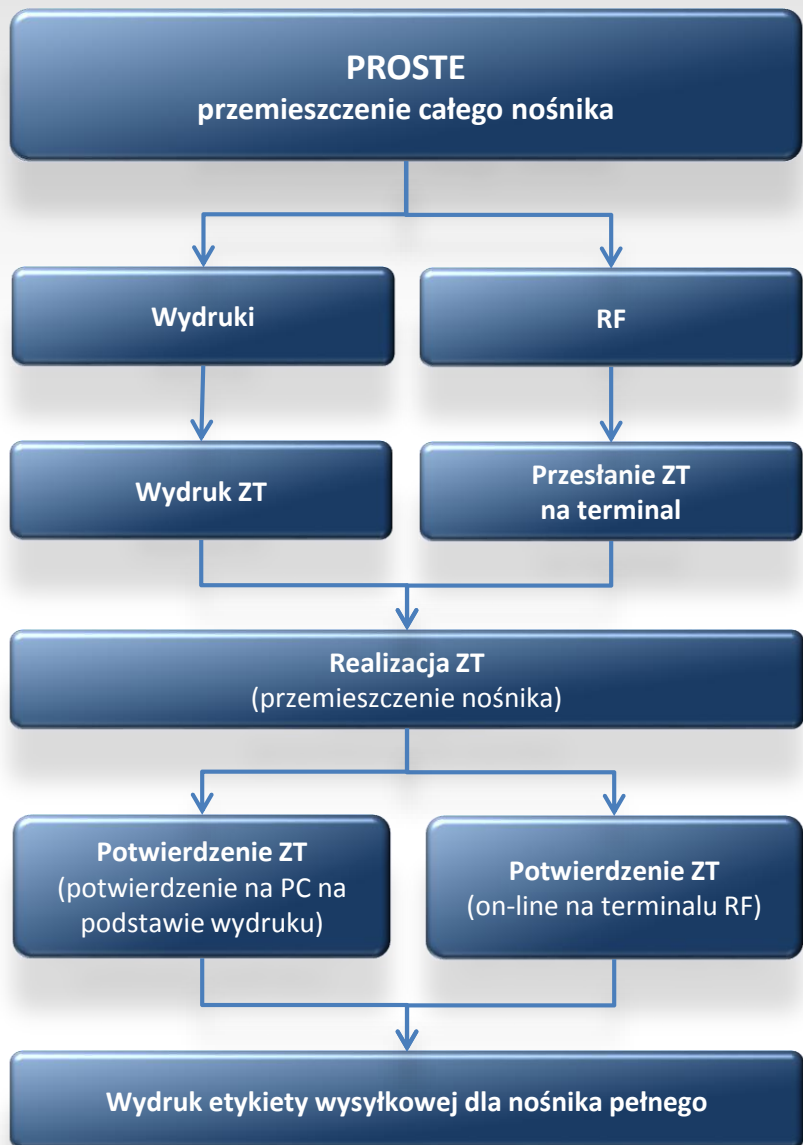 PROSTE
przemieszczenie całego nośnika
Wydruki
RF
Wydruk ZT
Przesłanie ZT
na terminal
Realizacja ZT
(przemieszczenie nośnika)
Potwierdzenie ZT
(potwierdzenie na PC na
podstawie wydruku)
Potwierdzenie ZT
(on-line na terminalu RF)
Wydruk etykiety wysyłkowej dla nośnika pełnego